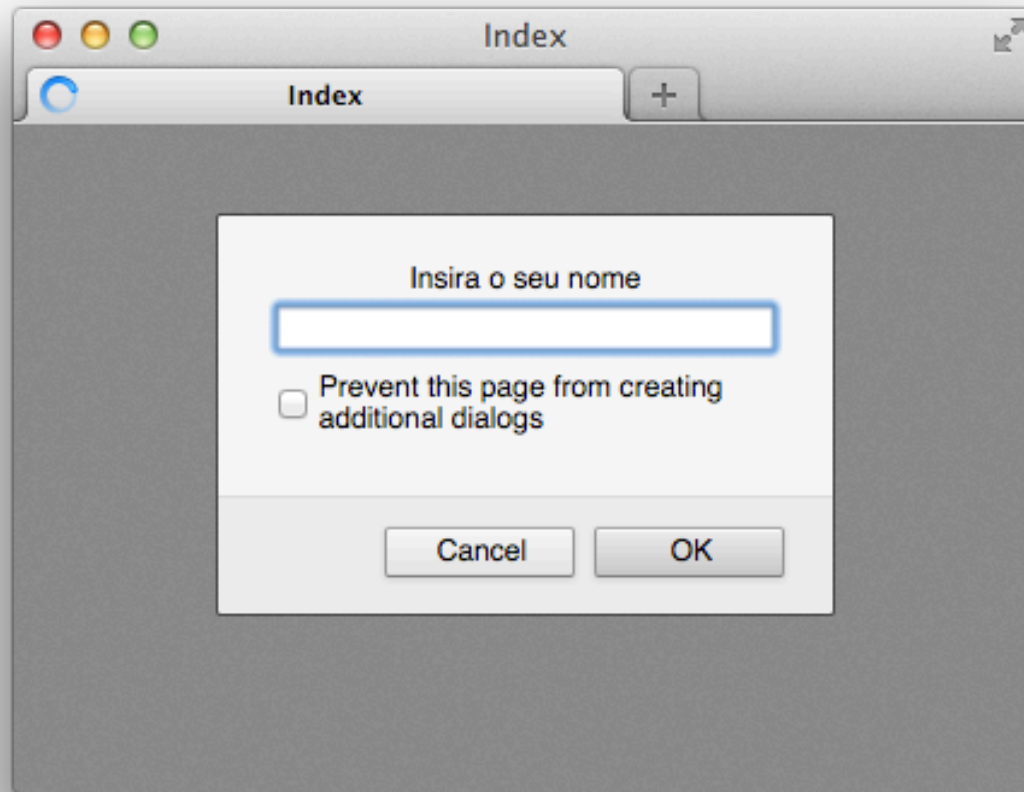 Index
Index
+
Insira o seu nome
Prevent this page from creating
additional dialogs
Cancel
OK